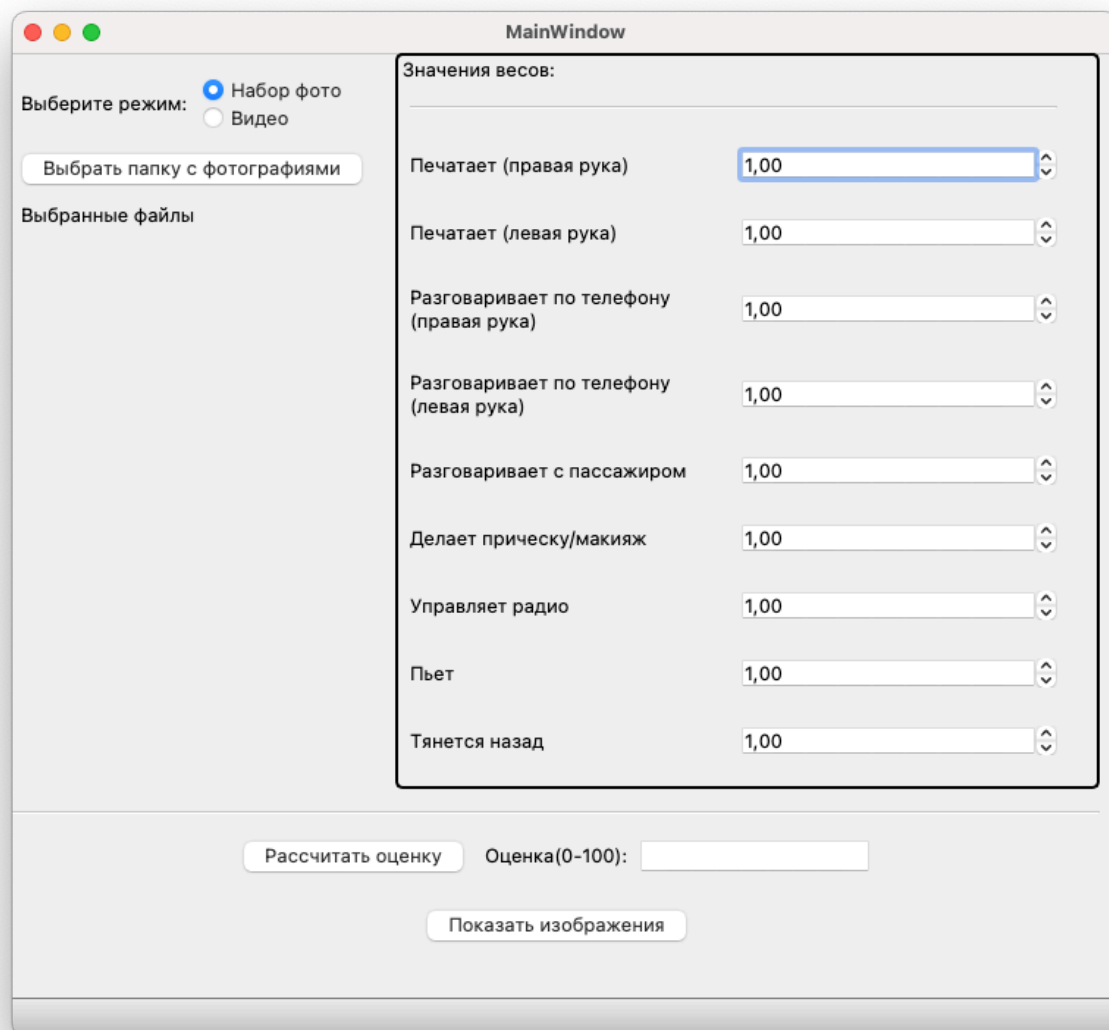 MainWindow
Выберите режим:
Набор фото
Видео
Выбрать папку с фотографиями
Выбранные файлы
Значения весов:
Печатает (правая рука)
1,00
Печатает (левая рука)
1,00
Разговаривает по телефону
(правая рука)
1,00
Разговаривает по телефону
(левая рука)
1,00
Разговаривает с пассажиром
1,00
Делает прическу/макияж
1,00
Управляет радио
1,00
Пьет
1,00
Тянется назад
1,00
Рассчитать оценку
Оценка(0-100):
Показать изображения